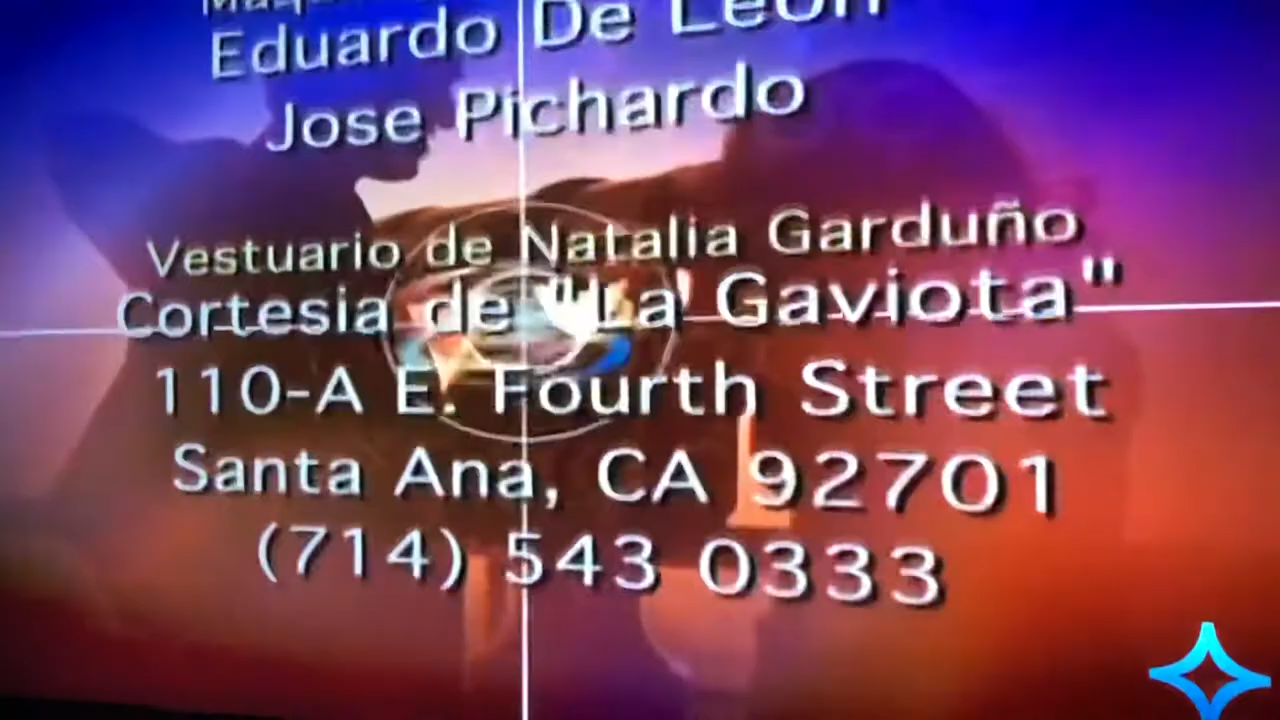 Eduardo De León
Jose Pichardo
Vestuario de Natalia Garduño
Cortesia de "La Gaviota"
110-A E. Fourth Street
Santa Ana, CA 92701
(714) 543 0333